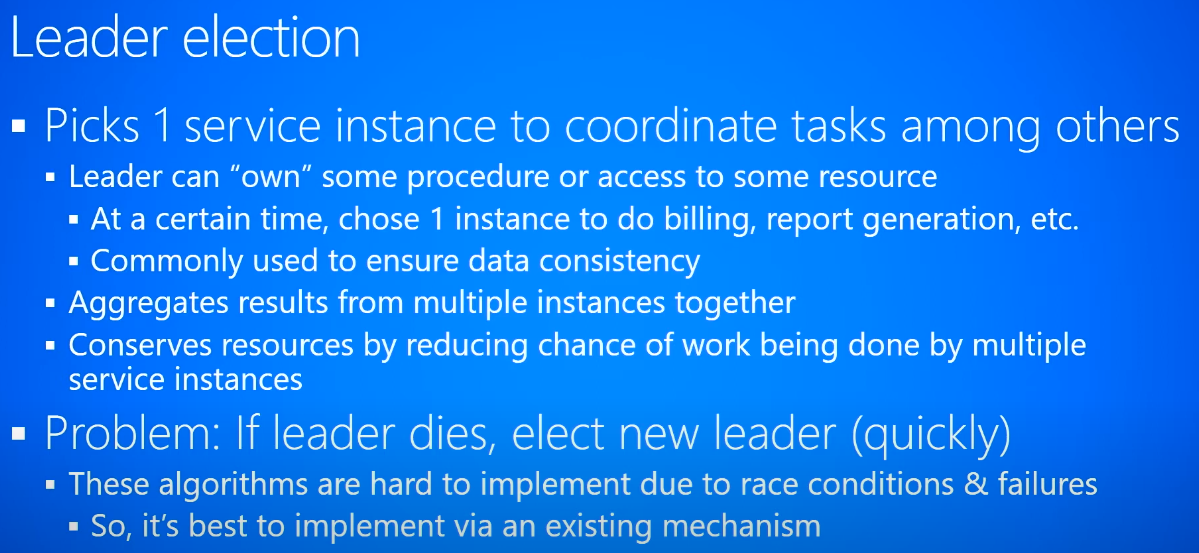 Leader election
▪ Picks 1 service instance to coordinate tasks among others
▪ Leader can “own” some procedure or access to some resource
▪ At a certain time, chose 1 instance to do billing, report generation, etc.
▪ Commonly used to ensure data consistency
▪ Aggregates results from multiple instances together
▪ Conserves resources by reducing chance of work being done by multiple
service instances
▪ Problem: If leader dies, elect new leader (quickly)
▪ These algorithms are hard to implement due to race conditions & failures
▪ So, it’s best to implement via an existing mechanism